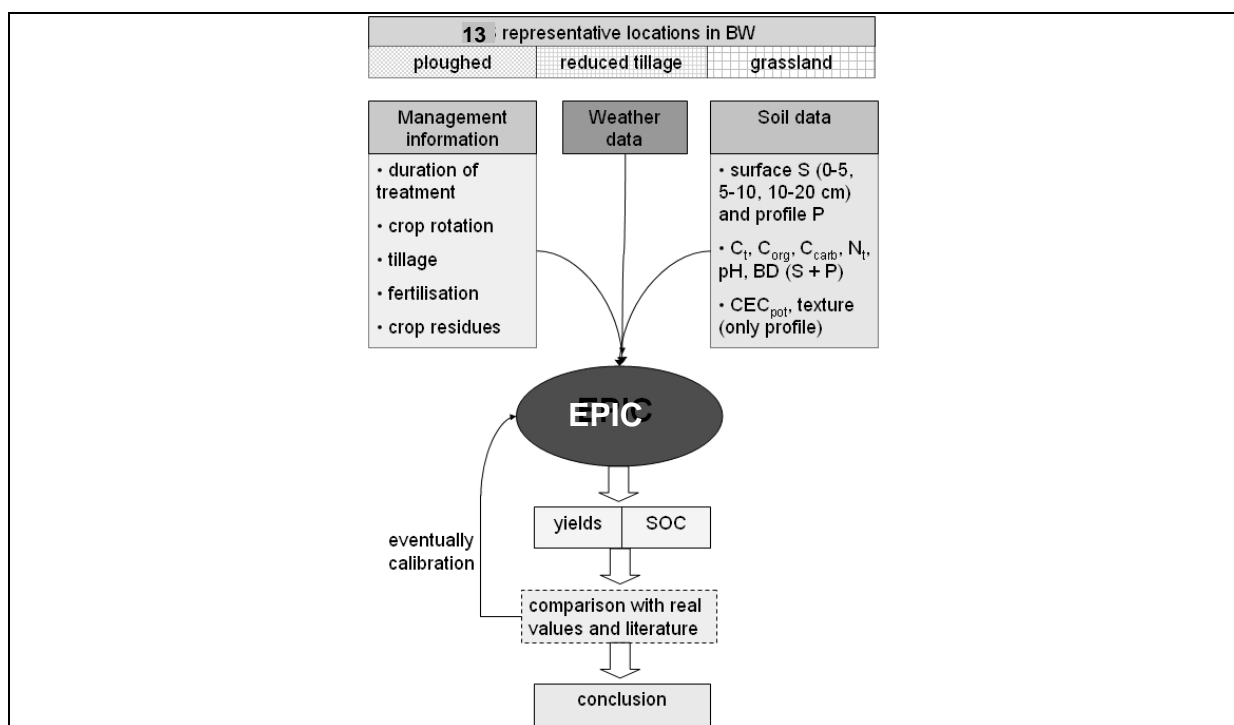 13 representative locations in BW
ploughed
reduced tillage
grassland
Management
information
• duration of
treatment
• crop rotation
• tillage
• fertilisation
• crop residues
Weather
data
Soil data
• surface S (0-5,
5-10, 10-20 cm)
and profile P
• Ct, Corg, Ccarb, Nt,
pH, BD (S + P)
• CECpot, texture
(only profile)
EPIC
yields
SOC
eventually
calibration
comparison with real
values and literature
conclusion